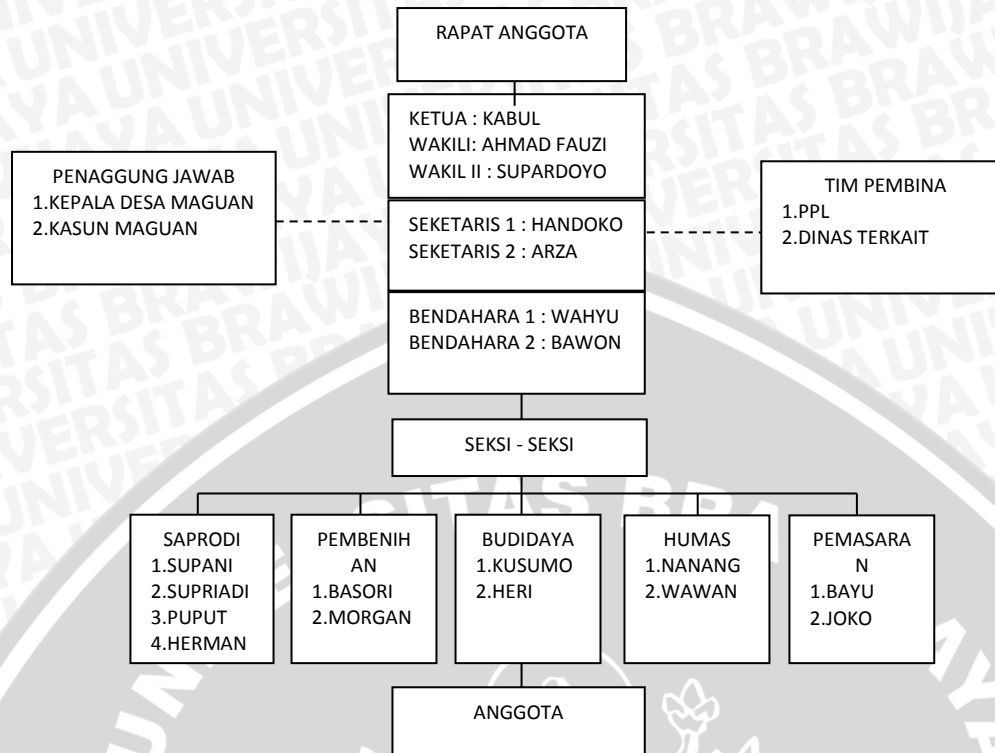 RAPAT ANGGOTA
KETUA : KABUL
WAKILI: AHMAD FAUZI
WAKIL II : SUPARDOYO
PENAGGUNG JAWAB
1.KEPALA DESA MAGUAN
2.KASUN MAGUAN
SEKETARIS 1 : HANDOKO
SEKETARIS 2 : ARZA
TIM PEMBINA
1.PPL
2.DINAS TERKAIT
BENDAHARA 1 : WAHYU
BENDAHARA 2 : BAWON
SEKSI - SEKSI
SAPRODI
1.SUPANI
2.SUPRIADI
3.PUPUT
4.HERMAN
PEMBENIH
AN
1.BASORI
2.MORGAN
BUDIDAYA
1.KUSUMO
2.HERI
HUMAS
1.NANANG
2.WAWAN
PEMASARA
N
1.BAYU
2.JOKO
ANGGOTA